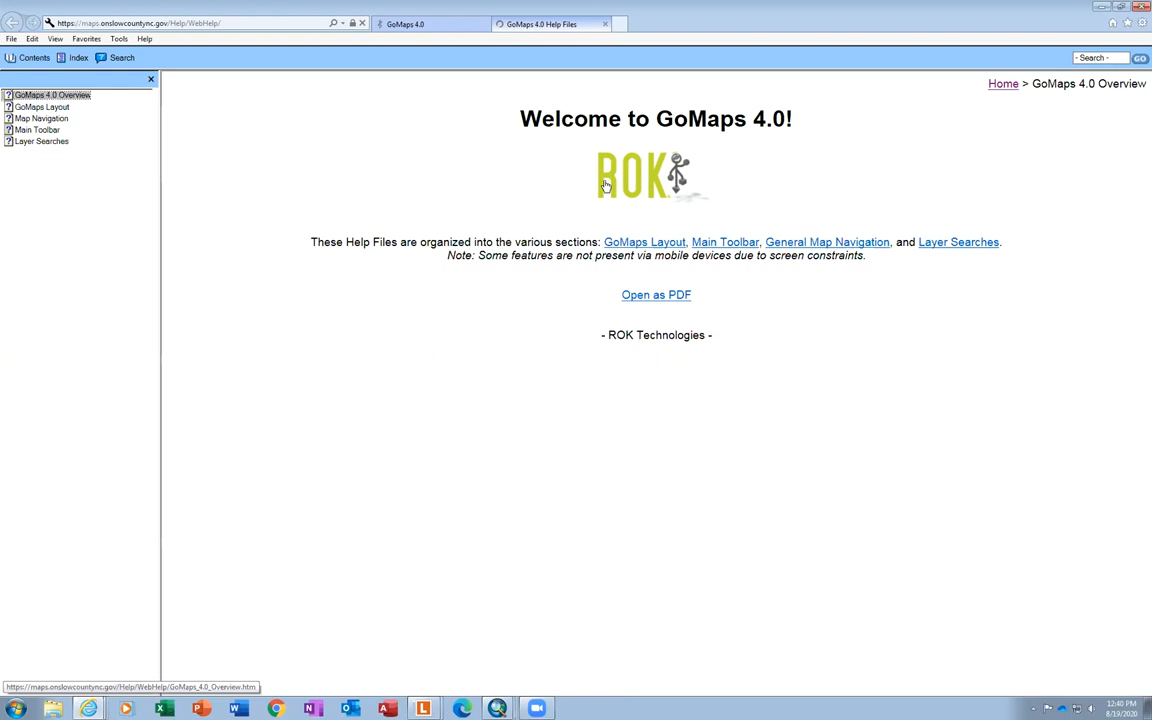 https://maps.onslowcountync.gov/Help/WebHelp/
GoMaps 4.0
GoMaps 4.0 Help Files
File Edit View Favorites Tools Help
Contents Index Search
- Search - GO
GoMaps 4.0 Overview
GoMaps Layout
Map Navigation
Main Toolbar
Layer Searches
Home > GoMaps 4.0 Overview
Welcome to GoMaps 4.0!
ROK
These Help Files are organized into the various sections: GoMaps Layout, Main Toolbar, General Map Navigation, and Layer Searches.
Note: Some features are not present via mobile devices due to screen constraints.
Open as PDF
- ROK Technologies -
https://maps.onslowcountync.gov/Help/WebHelp/GoMaps_4.0_Overview.htm
12:40 PM
8/19/2020